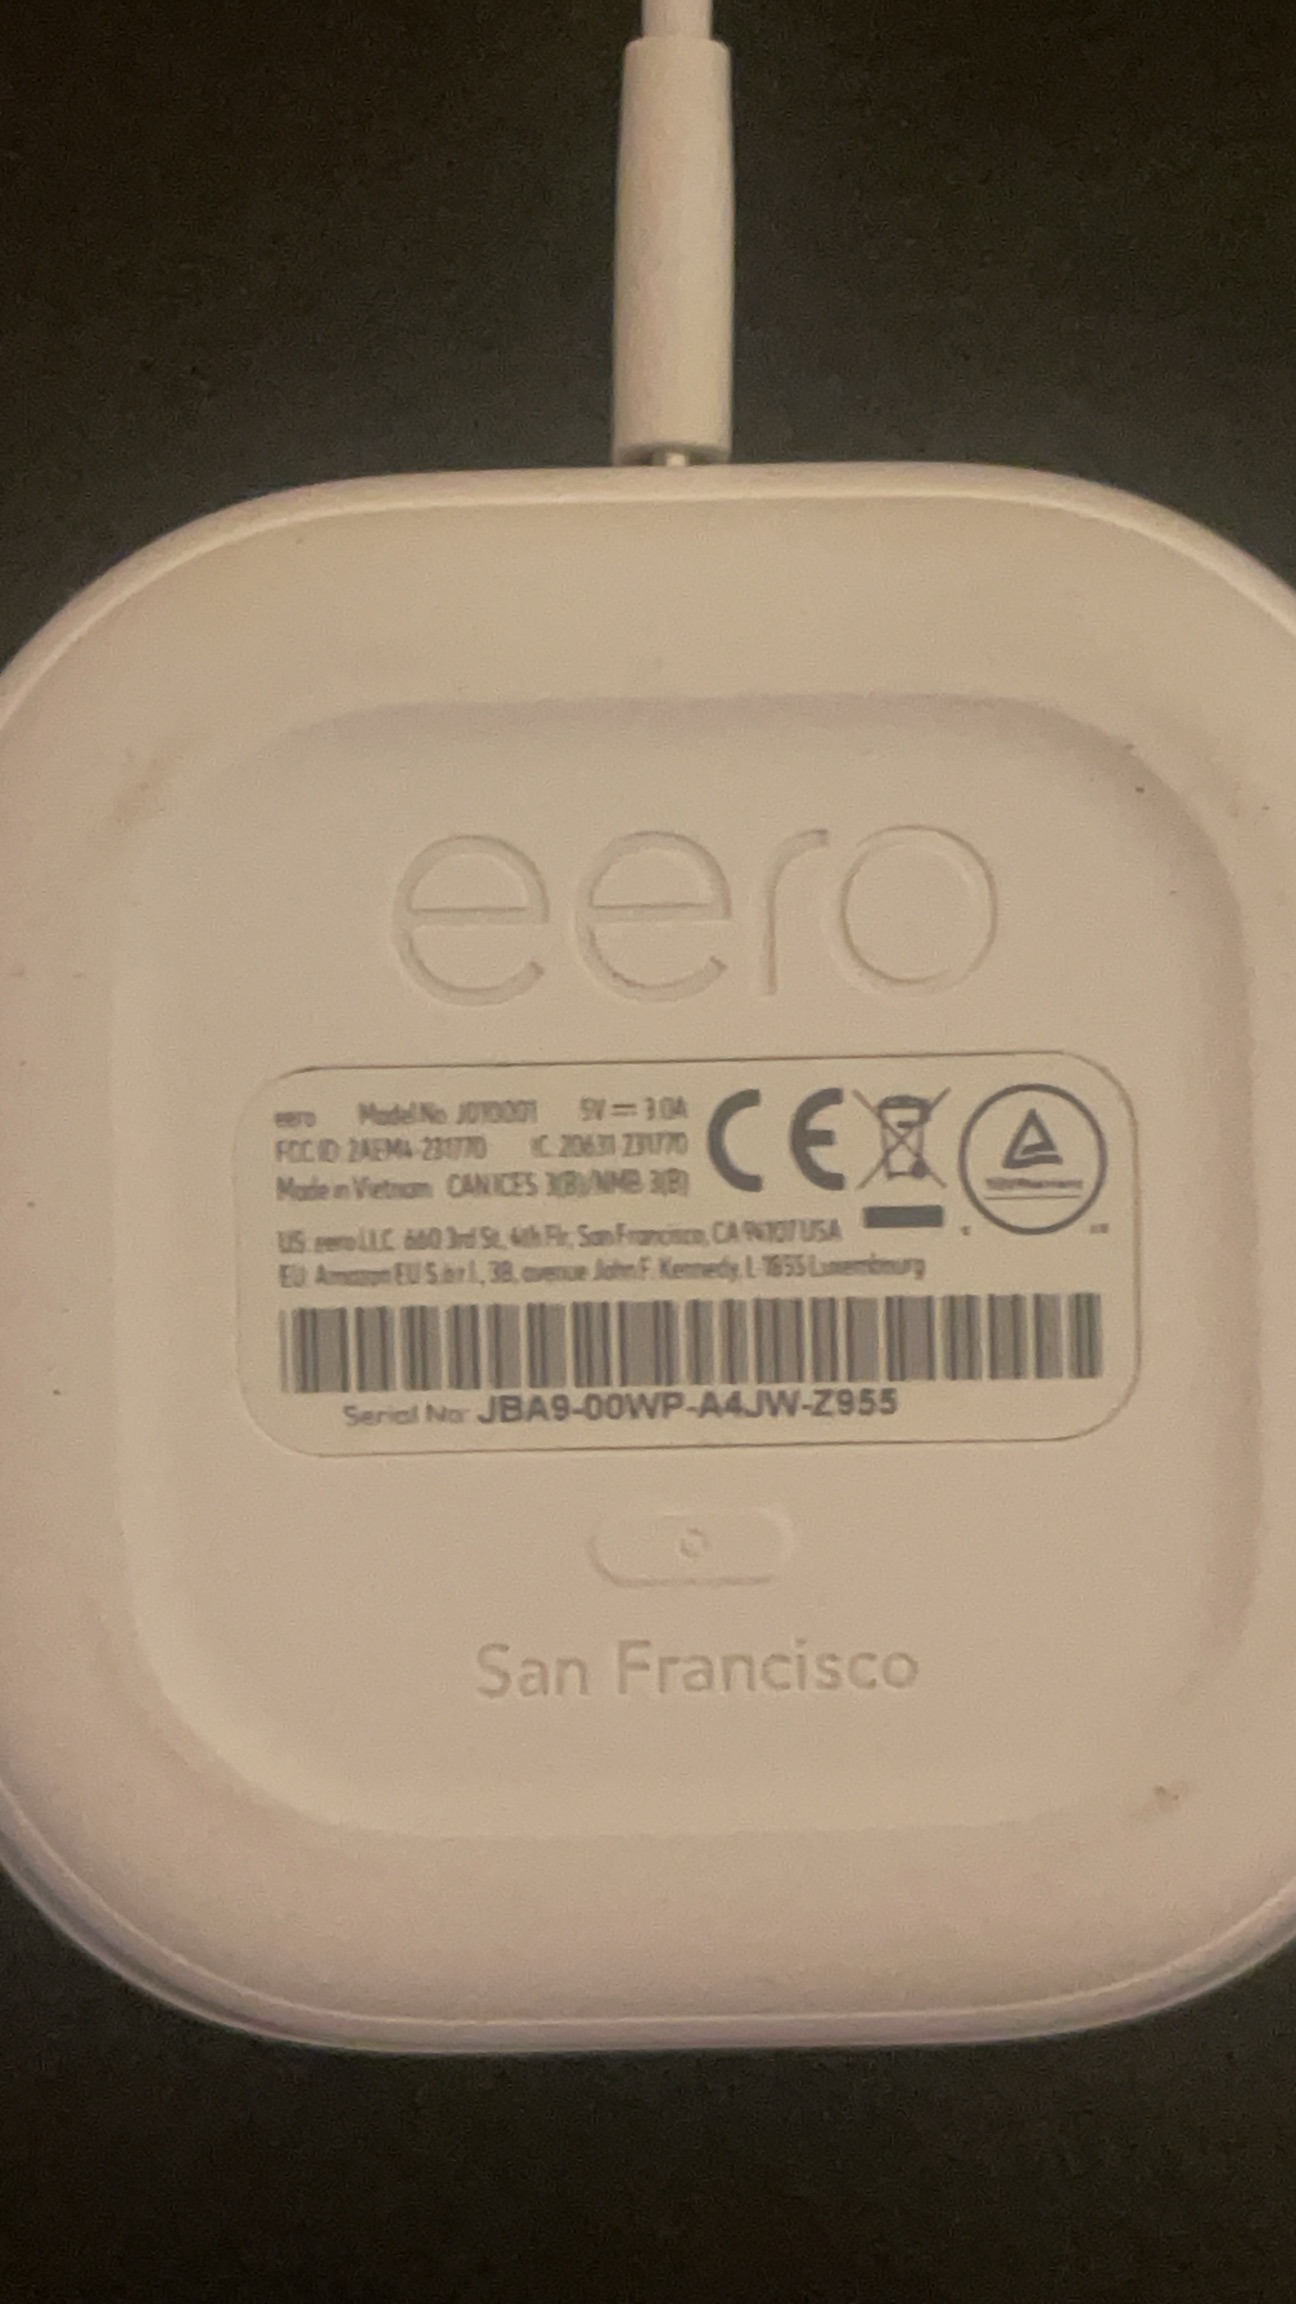 eero
eero Model No. J010001 9V⎓3.0A
FCC ID: 2AEM4-231770 IC: 20631-231770
Made in Vietnam CAN ICES 3(B)/NMB 3(B)
US: eero LLC 660 3rd St, 4th Flr, San Francisco, CA 94107 USA
EU: Amazon EU S.à r.l., 38, avenue John F. Kennedy, L-1855 Luxembourg
CE
Serial No: JBA9-00WP-A4JW-Z955
San Francisco